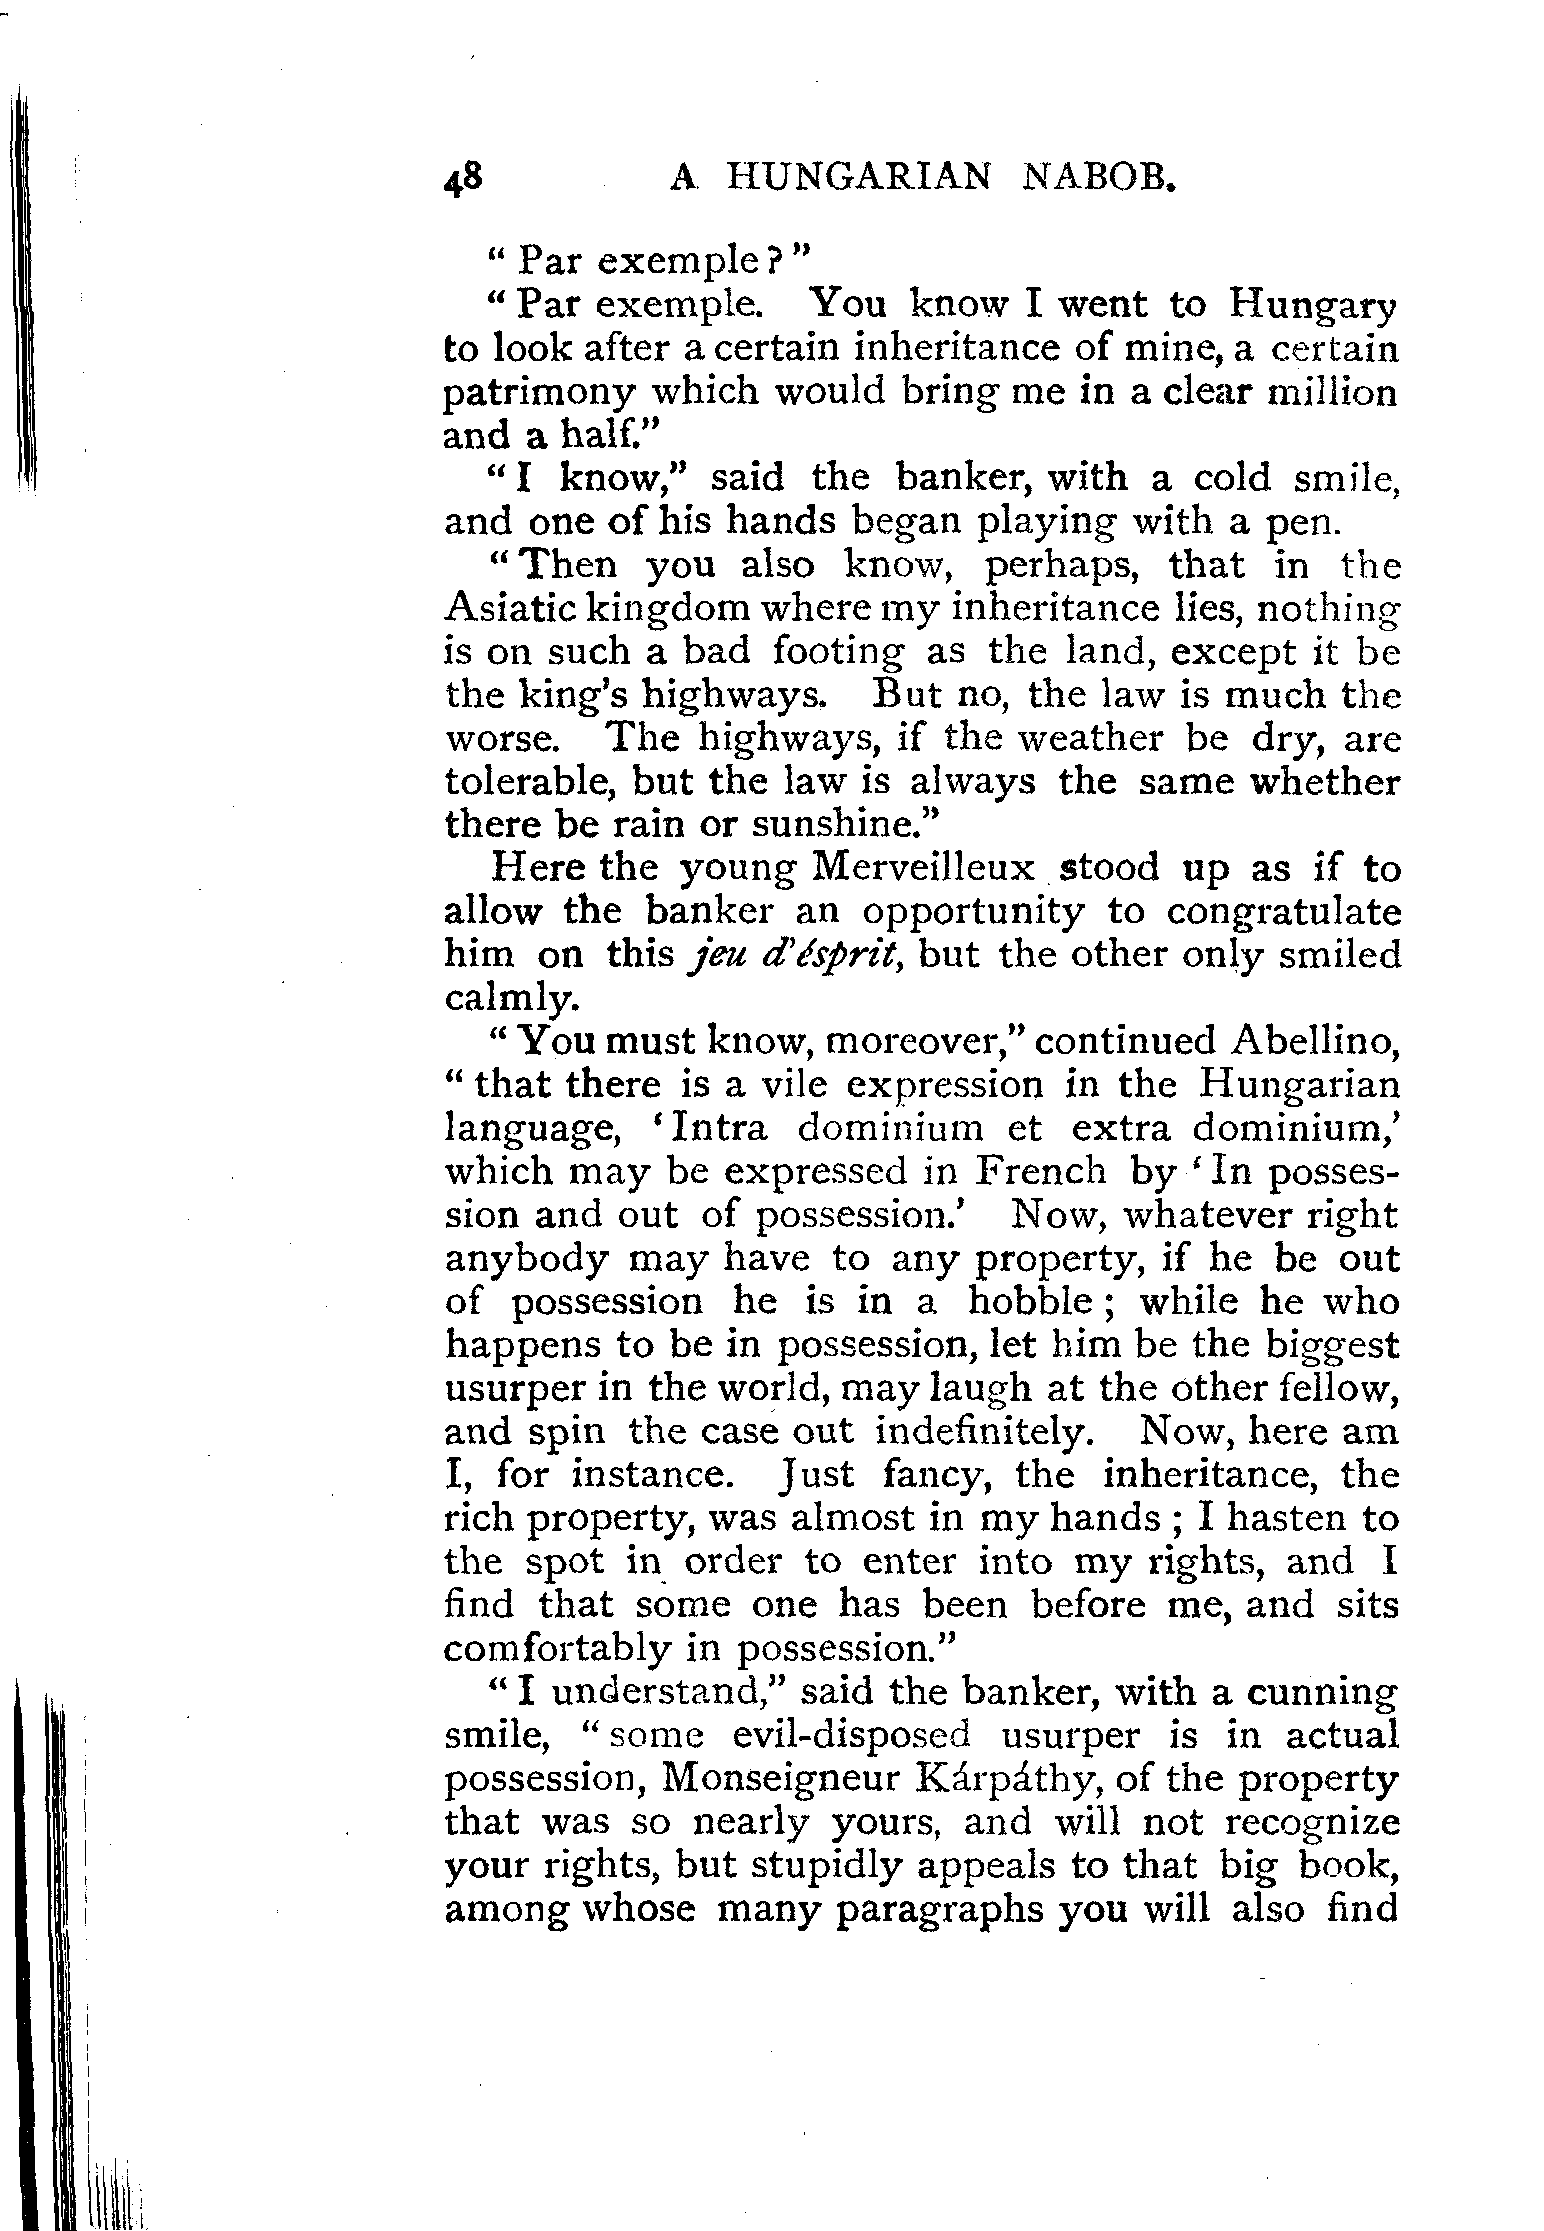 48 A HUNGARIAN NABOB.
“ Par exemple ? ”
“ Par exemple. You know I went to Hungary
to look after a certain inheritance of mine, a certain
patrimony which would bring me in a clear million
and a half.”
“ I know,” said the banker, with a cold smile,
and one of his hands began playing with a pen.
“ Then you also know, perhaps, that in the
Asiatic kingdom where my inheritance lies, nothing
is on such a bad footing as the land, except it be
the king’s highways. But no, the law is much the
worse. The highways, if the weather be dry, are
tolerable, but the law is always the same whether
there be rain or sunshine.”
Here the young Merveilleux stood up as if to
allow the banker an opportunity to congratulate
him on this jeu d’ésprit, but the other only smiled
calmly.
“ You must know, moreover,” continued Abellino,
“ that there is a vile expression in the Hungarian
language, ‘ Intra dominium et extra dominium,’
which may be expressed in French by ‘ In posses-
sion and out of possession.’ Now, whatever right
anybody may have to any property, if he be out
of possession he is in a hobble ; while he who
happens to be in possession, let him be the biggest
usurper in the world, may laugh at the other fellow,
and spin the case out indefinitely. Now, here am
I, for instance. Just fancy, the inheritance, the
rich property, was almost in my hands ; I hasten to
the spot in order to enter into my rights, and I
find that some one has been before me, and sits
comfortably in possession.”
“ I understand,” said the banker, with a cunning
smile, “ some evil-disposed usurper is in actual
possession, Monseigneur Kárpáthy, of the property
that was so nearly yours, and will not recognize
your rights, but stupidly appeals to that big book,
among whose many paragraphs you will also find